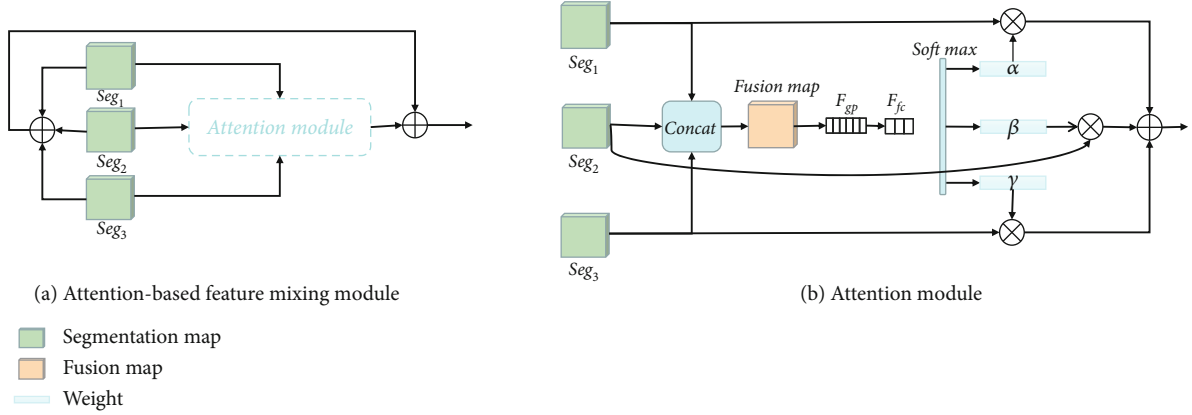 Seg1
Seg2
Seg3
Attention module
(a) Attention-based feature mixing module
Seg1
Seg2
Seg3
Concat
Fusion map
Fgp
Ffc
Soft max
α
β
γ
(b) Attention module
Segmentation map
Fusion map
Weight